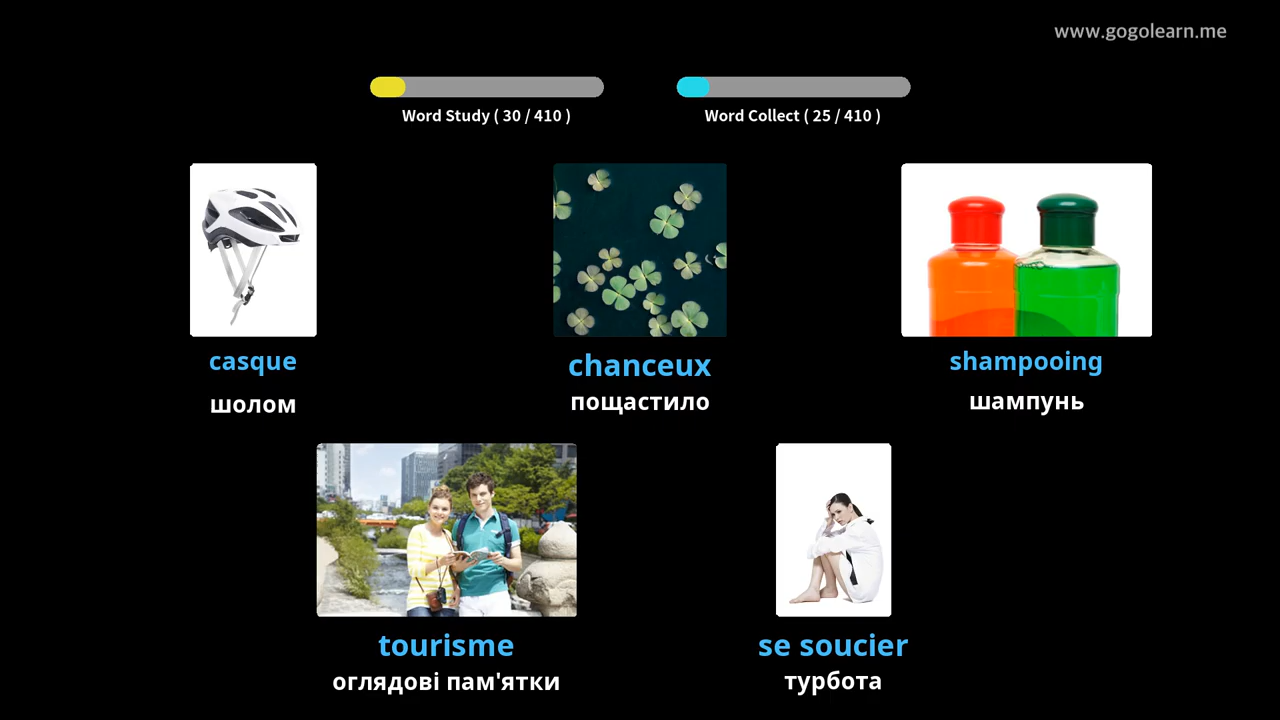 www.gogolearn.me
Word Study ( 30 / 410 )
Word Collect ( 25 / 410 )
casque
шолом
chanceux
пощастило
shampooing
шампунь
tourisme
оглядові пам'ятки
se soucier
турбота